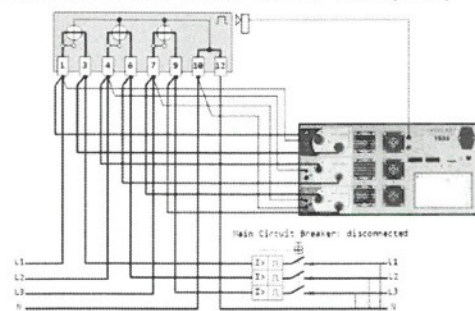 1 3 4 6 7 9 10 12
Main Circuit Breaker: disconnected
L1 I> L1
L2 I> L2
L3 I> L3
N N